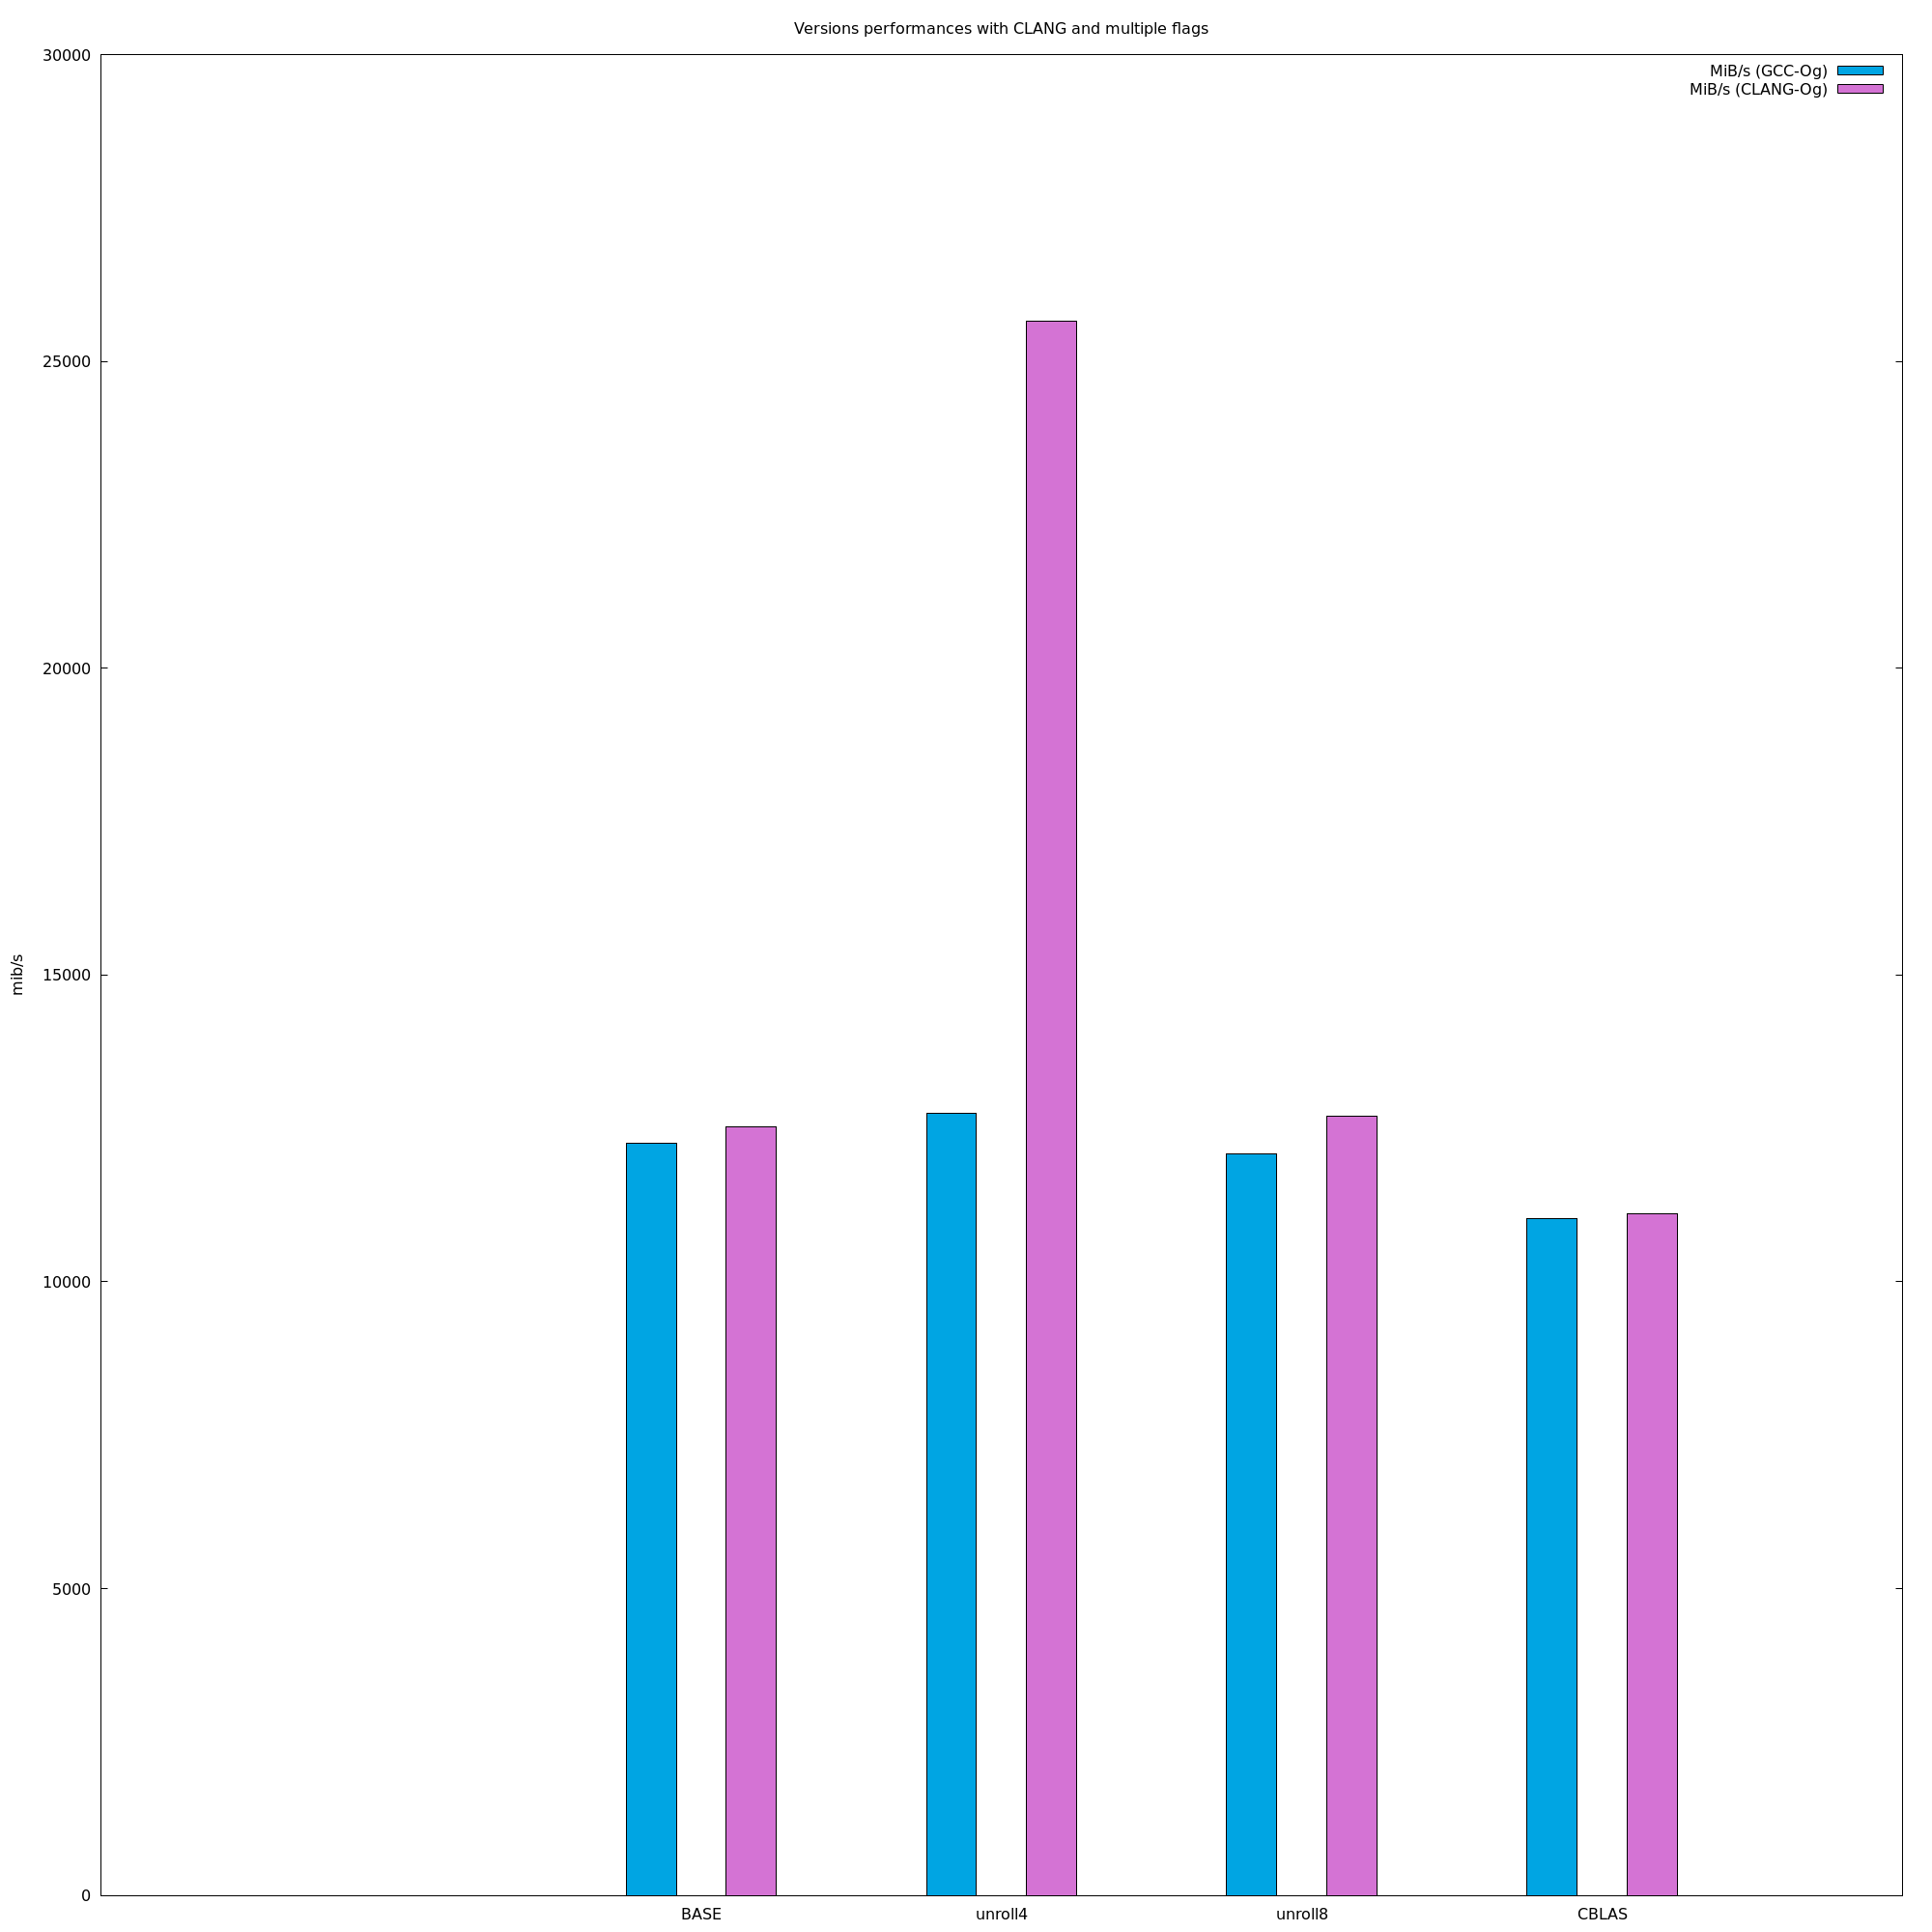 Versions performances with CLANG and multiple flags
MiB/s (GCC-Og)
MiB/s (CLANG-Og)
30000
25000
20000
15000
10000
5000
0
mib/s
BASE
unroll4
unroll8
CBLAS